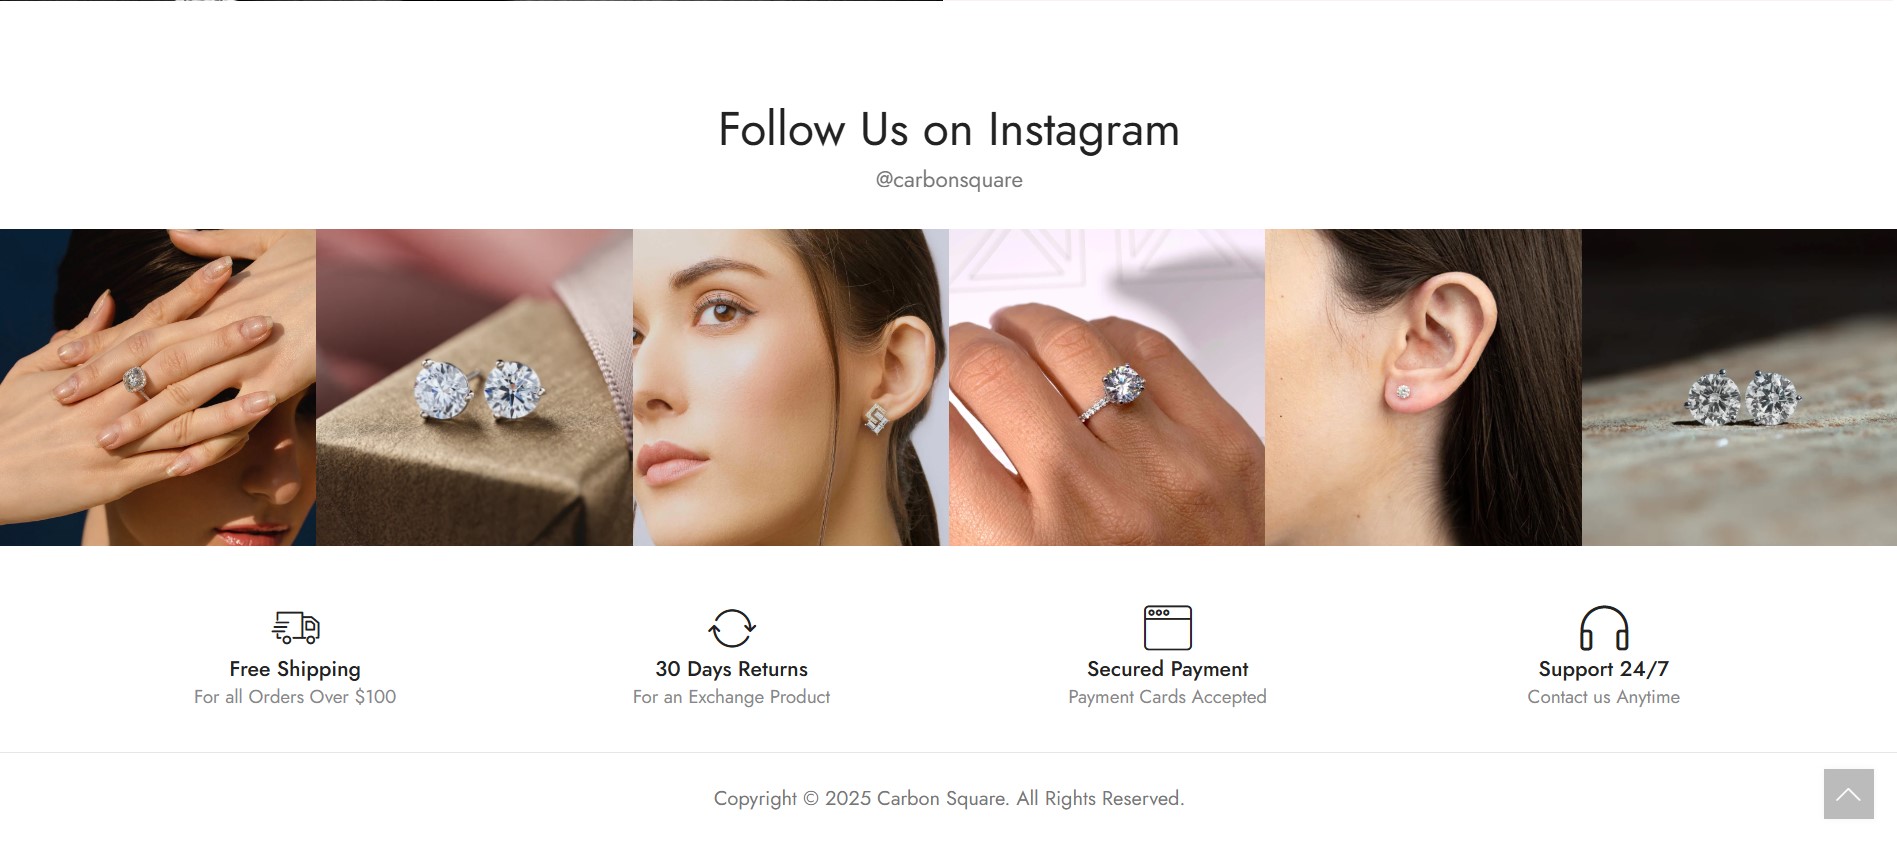 Follow Us on Instagram
@carbonsquare
Free Shipping
For all Orders Over $100
30 Days Returns
For an Exchange Product
Secured Payment
Payment Cards Accepted
Support 24/7
Contact us Anytime
Copyright © 2025 Carbon Square. All Rights Reserved.